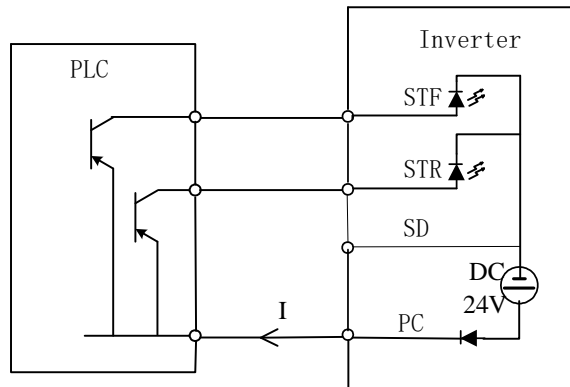 Inverter
PLC
STF
STR
SD
DC
24V
I
PC